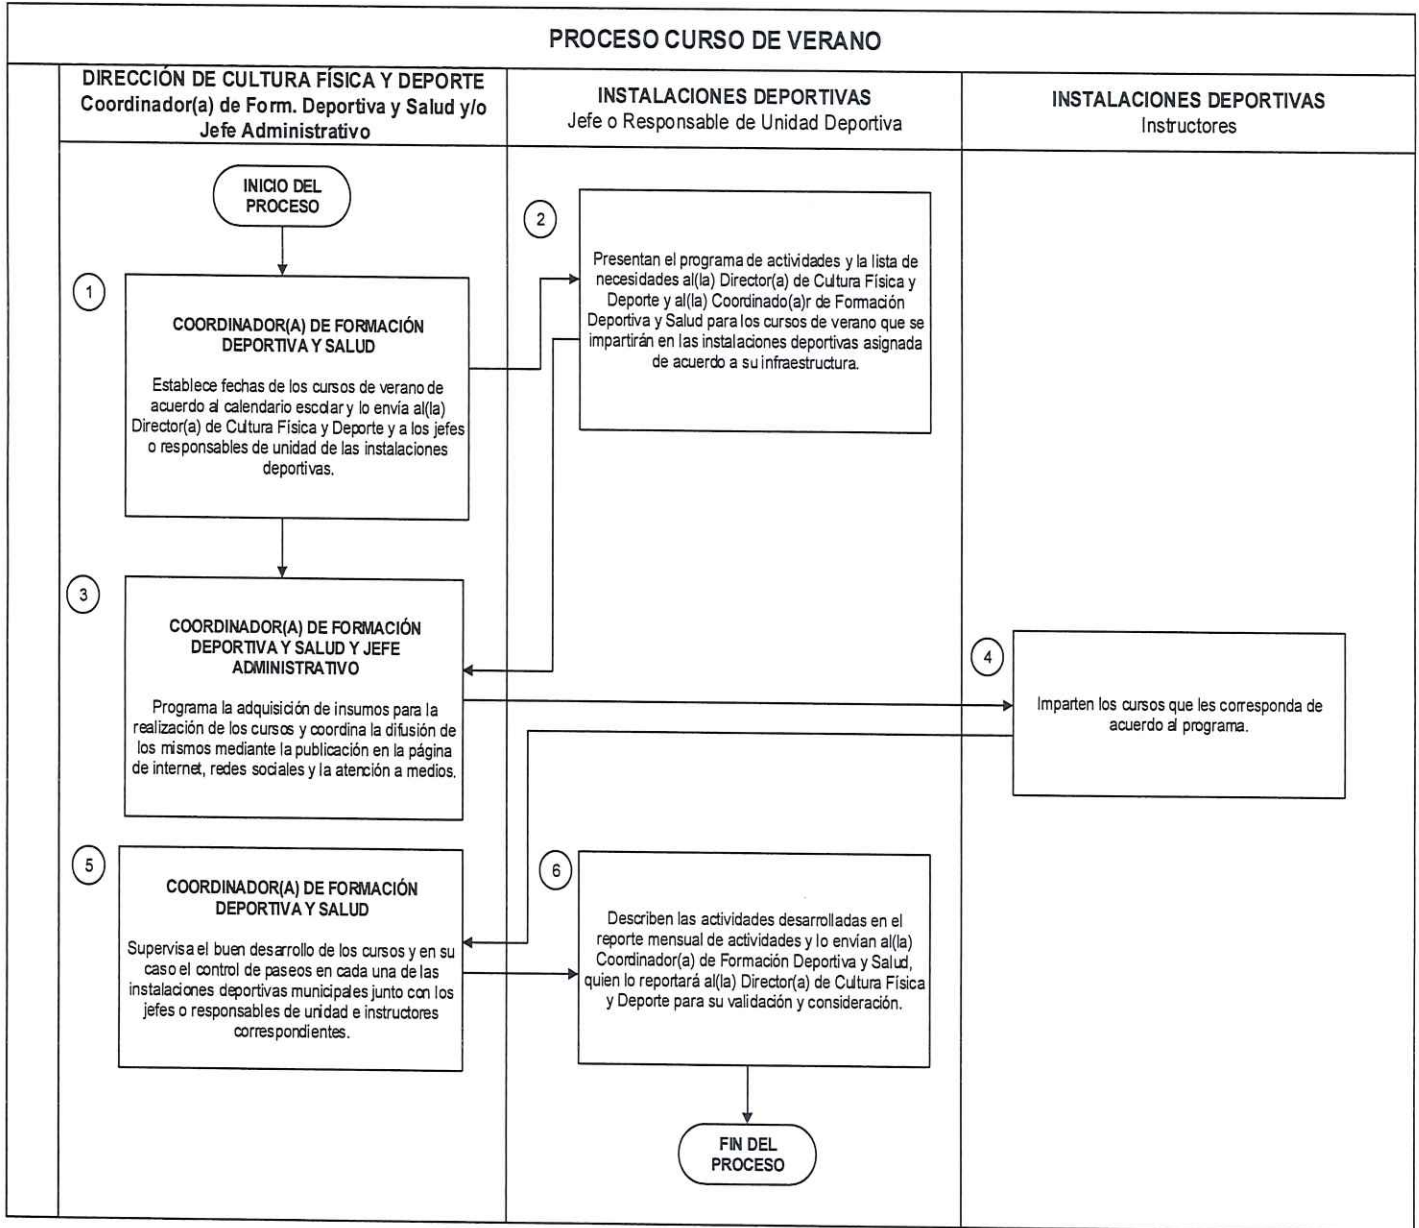 PROCESO CURSO DE VERANO
DIRECCIÓN DE CULTURA FÍSICA Y DEPORTE
Coordinador(a) de Form. Deportiva y Salud y/o
Jefe Administrativo
INSTALACIONES DEPORTIVAS
Jefe o Responsable de Unidad Deportiva
INSTALACIONES DEPORTIVAS
Instructores
INICIO DEL
PROCESO
1
COORDINADOR(A) DE FORMACIÓN
DEPORTIVA Y SALUD
Establece fechas de los cursos de verano de
acuerdo al calendario escolar y lo envía al(la)
Director(a) de Cultura Física y Deporte y a los jefes
o responsables de unidad de las instalaciones
deportivas.
2
Presentan el programa de actividades y la lista de
necesidades al(la) Director(a) de Cultura Física y
Deporte y al(la) Coordinado(a)r de Formación
Deportiva y Salud para los cursos de verano que se
impartirán en las instalaciones deportivas asignada
de acuerdo a su infraestructura.
3
COORDINADOR(A) DE FORMACIÓN
DEPORTIVA Y SALUD Y JEFE
ADMINISTRATIVO
Programa la adquisición de insumos para la
realización de los cursos y coordina la difusión de
los mismos mediante la publicación en la página
de internet, redes sociales y la atención a medios.
4
Imparten los cursos que les corresponda de
acuerdo al programa.
5
COORDINADOR(A) DE FORMACIÓN
DEPORTIVA Y SALUD
Supervisa el buen desarrollo de los cursos y en su
caso el control de paseos en cada una de las
instalaciones deportivas municipales junto con los
jefes o responsables de unidad e instructores
correspondientes.
6
Describen las actividades desarrolladas en el
reporte mensual de actividades y lo envían al(la)
Coordinador(a) de Formación Deportiva y Salud,
quien lo reportará al(la) Director(a) de Cultura Física
y Deporte para su validación y consideración.
FIN DEL
PROCESO